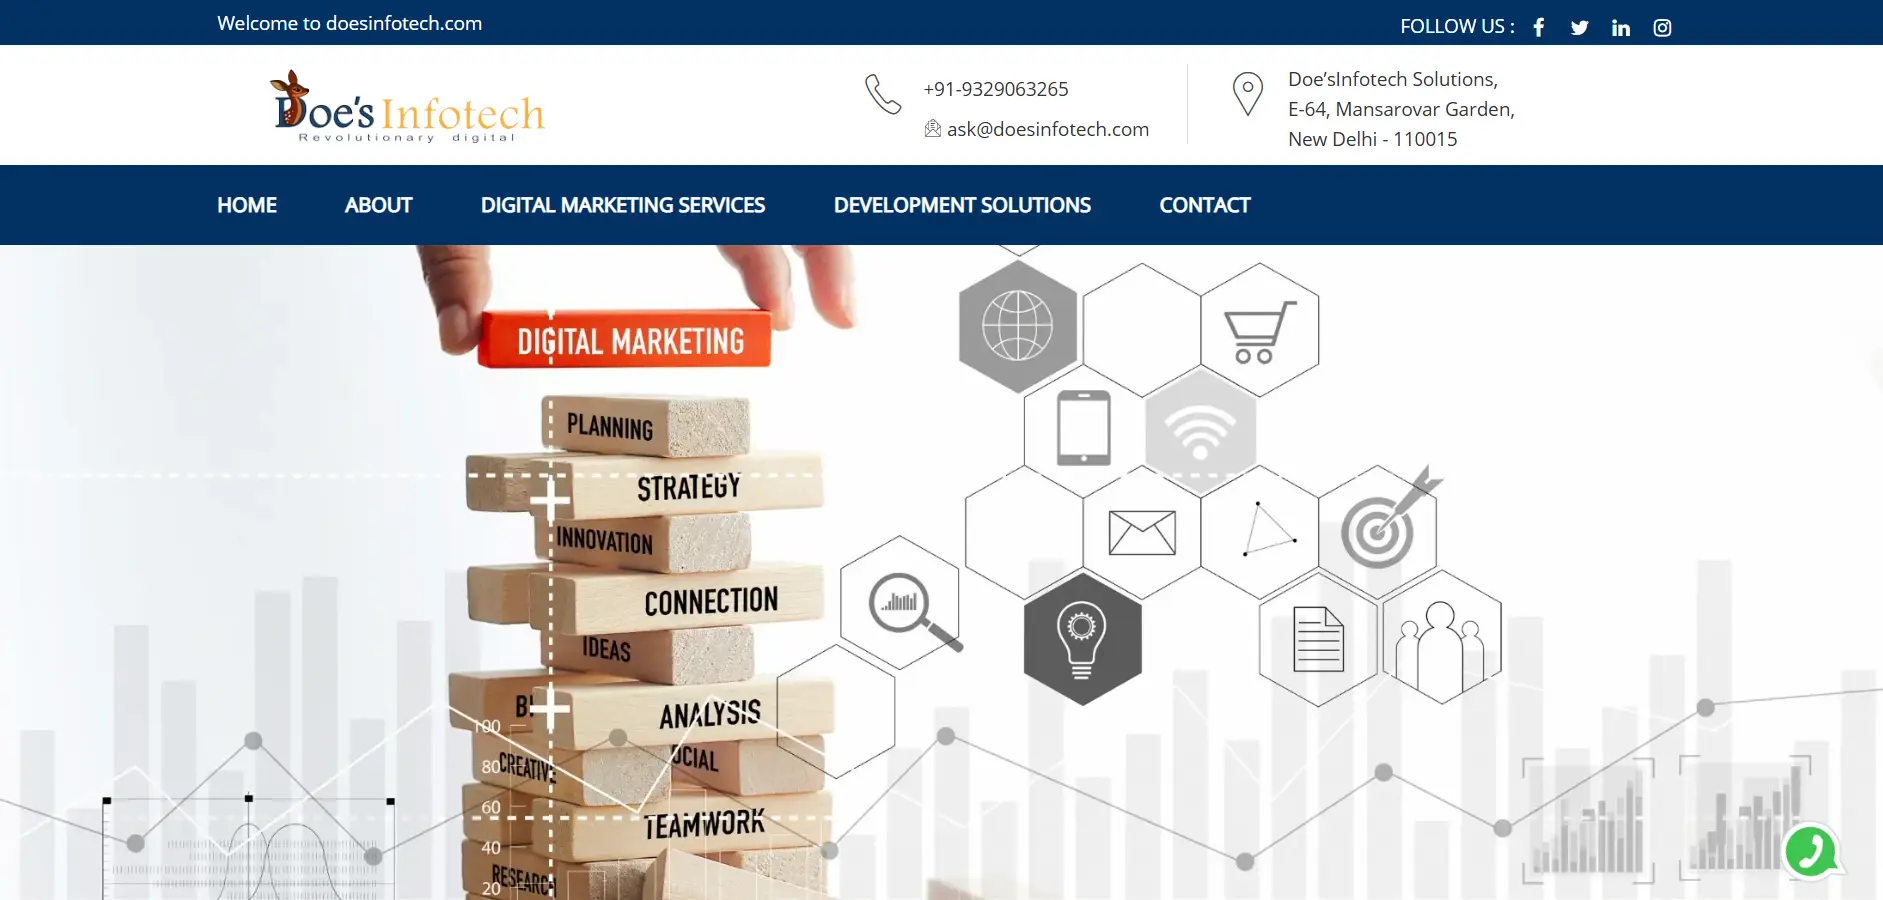 Welcome to doesinfotech.com
FOLLOW US :
Doe's Infotech
Revolutionary digital
+91-9329063265
ask@doesinfotech.com
Doe’sInfotech Solutions,
E-64, Mansarovar Garden,
New Delhi - 110015
HOME
ABOUT
DIGITAL MARKETING SERVICES
DEVELOPMENT SOLUTIONS
CONTACT
DIGITAL MARKETING
PLANNING
STRATEGY
INNOVATION
CONNECTION
IDEAS
ANALYSIS
100
80
CREATIVE
60
TEAMWORK
40
RESEARCH
20